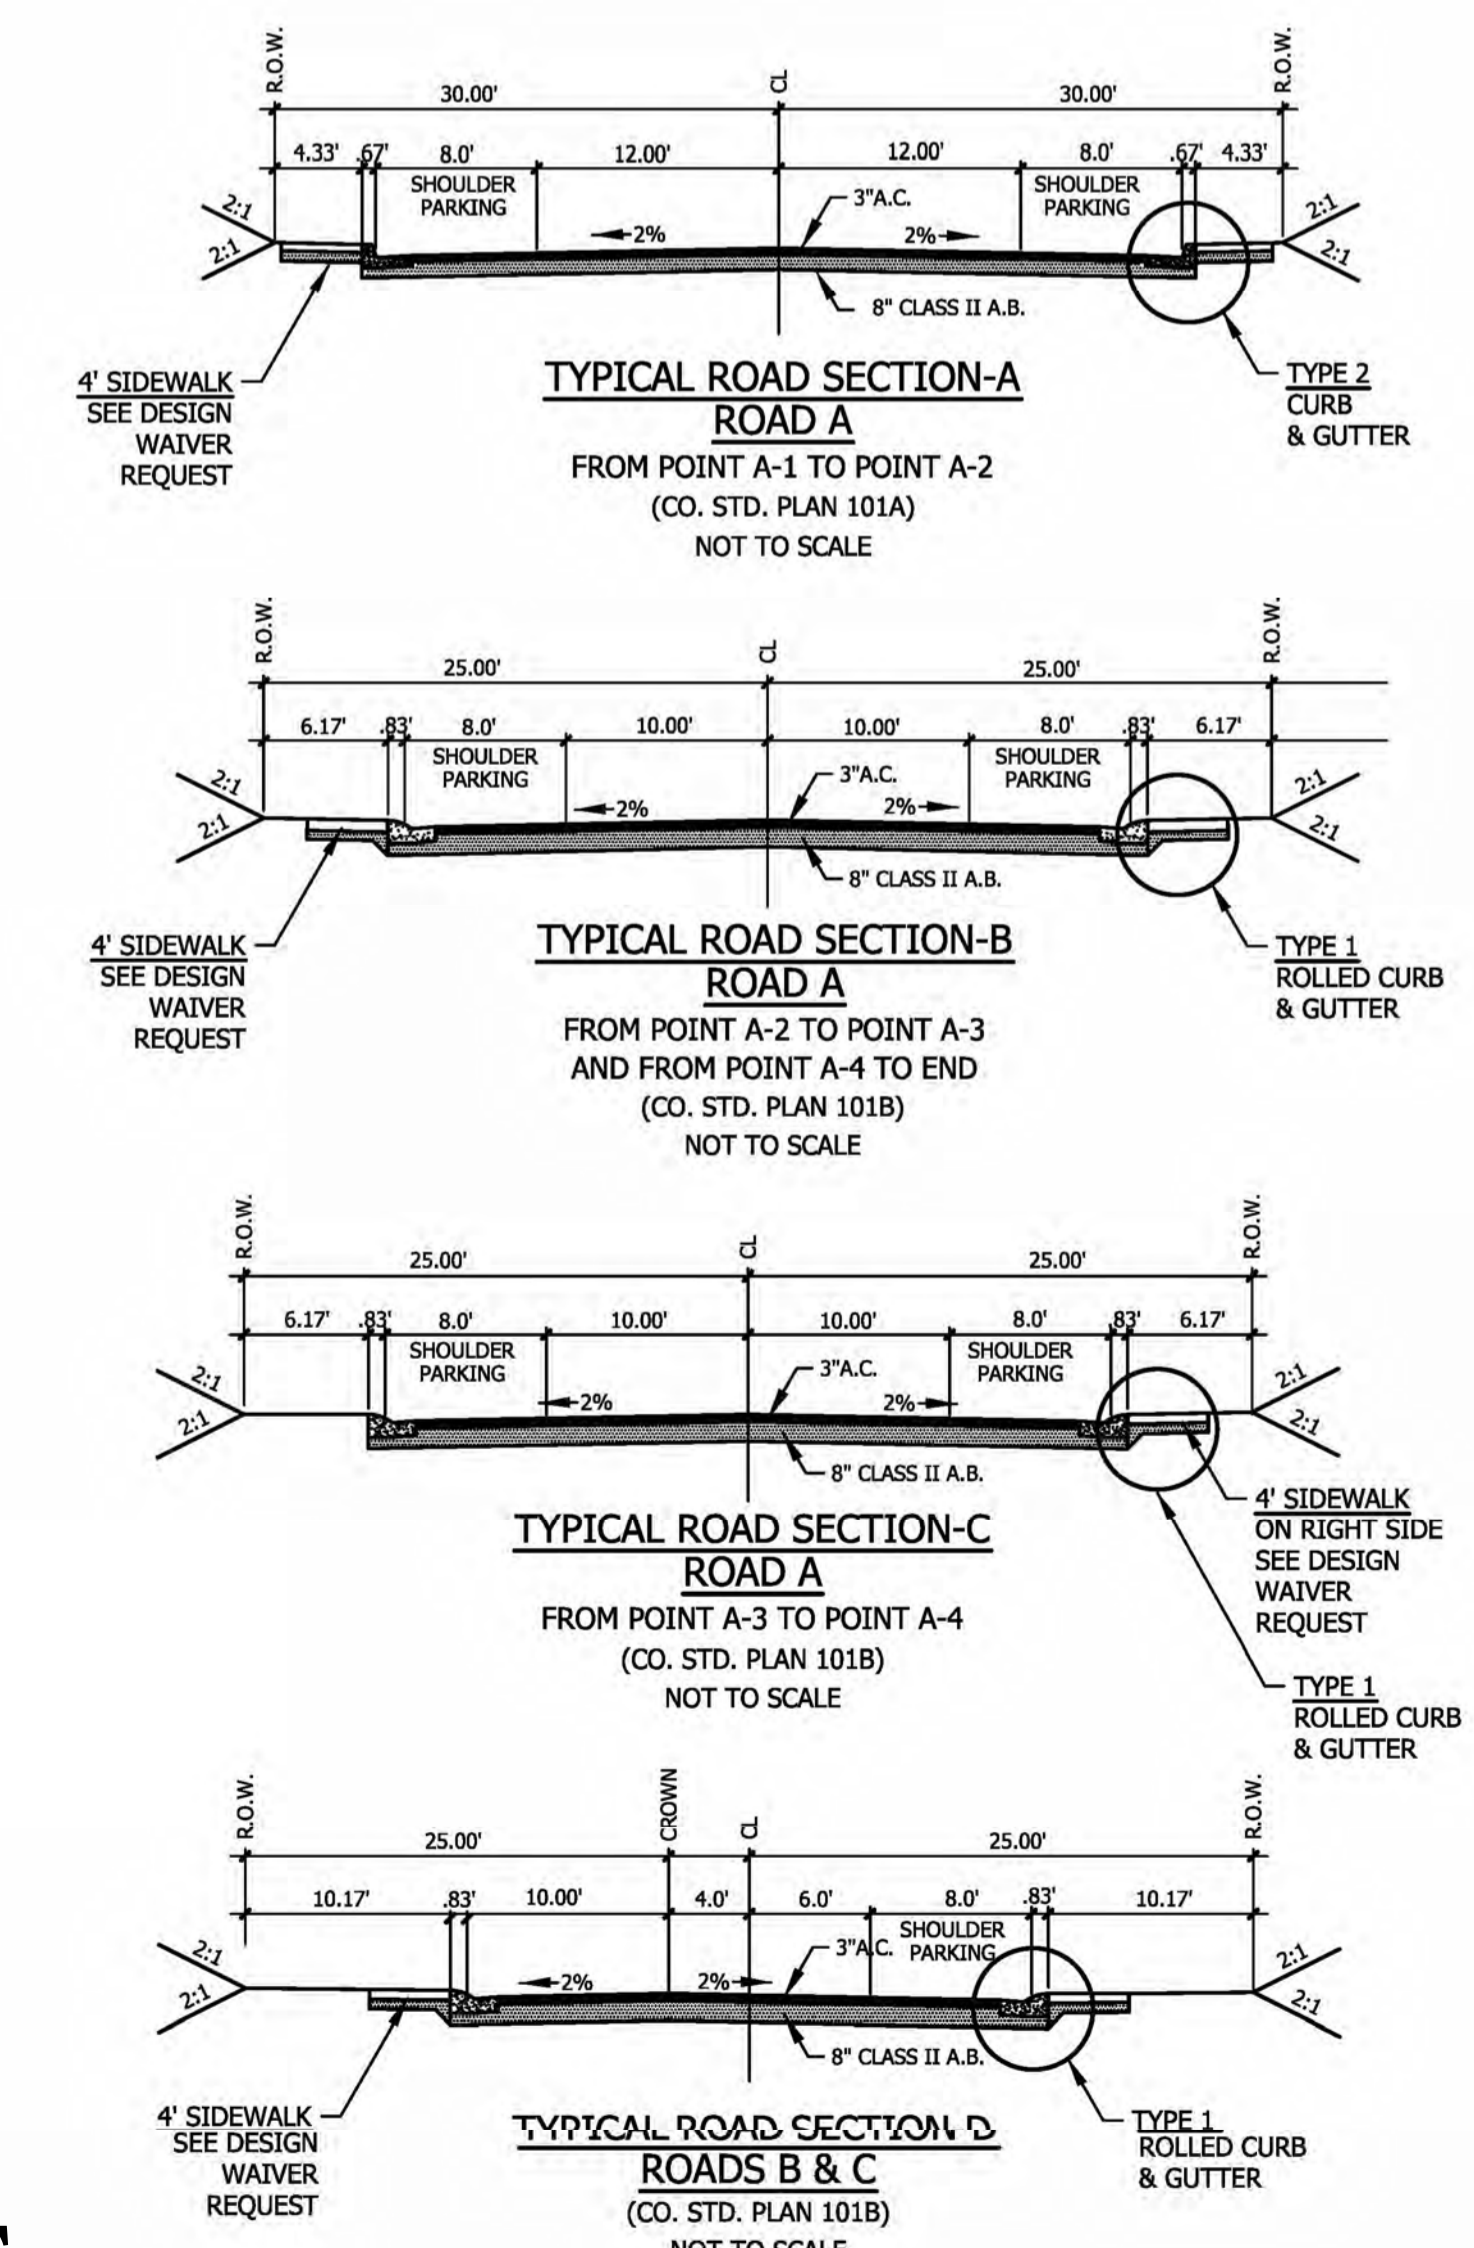 R.O.W. CL R.O.W.
30.00' 30.00'
4.33' .67' 8.0' 12.00' 12.00' 8.0' .67' 4.33'
SHOULDER SHOULDER
PARKING PARKING
3"A.C.
2:1 2% 2% 2:1
2:1 2:1
8" CLASS II A.B.
4' SIDEWALK
SEE DESIGN
WAIVER
REQUEST
TYPE 2
CURB
& GUTTER
TYPICAL ROAD SECTION-A
ROAD A
FROM POINT A-1 TO POINT A-2
(CO. STD. PLAN 101A)
NOT TO SCALE
R.O.W. CL R.O.W.
25.00' 25.00'
6.17' .83' 8.0' 10.00' 10.00' 8.0' .83' 6.17'
SHOULDER SHOULDER
PARKING PARKING
3"A.C.
2:1 2% 2% 2:1
2:1 2:1
8" CLASS II A.B.
4' SIDEWALK
SEE DESIGN
WAIVER
REQUEST
TYPE 1
ROLLED CURB
& GUTTER
TYPICAL ROAD SECTION-B
ROAD A
FROM POINT A-2 TO POINT A-3
AND FROM POINT A-4 TO END
(CO. STD. PLAN 101B)
NOT TO SCALE
R.O.W. CL R.O.W.
25.00' 25.00'
6.17' .83' 8.0' 10.00' 10.00' 8.0' .83' 6.17'
SHOULDER SHOULDER
PARKING PARKING
3"A.C.
2:1 2% 2% 2:1
2:1 2:1
8" CLASS II A.B.
4' SIDEWALK
ON RIGHT SIDE
SEE DESIGN
WAIVER
REQUEST
TYPE 1
ROLLED CURB
& GUTTER
TYPICAL ROAD SECTION-C
ROAD A
FROM POINT A-3 TO POINT A-4
(CO. STD. PLAN 101B)
NOT TO SCALE
R.O.W. CROWN CL R.O.W.
25.00' 25.00'
10.17' .83' 10.00' 4.0' 6.0' 8.0' .83' 10.17'
SHOULDER
PARKING
3"A.C.
2:1 2% 2% 2:1
2:1 2:1
8" CLASS II A.B.
4' SIDEWALK
SEE DESIGN
WAIVER
REQUEST
TYPE 1
ROLLED CURB
& GUTTER
TYPICAL ROAD SECTION D
ROADS B & C
(CO. STD. PLAN 101B)
NOT TO SCALE